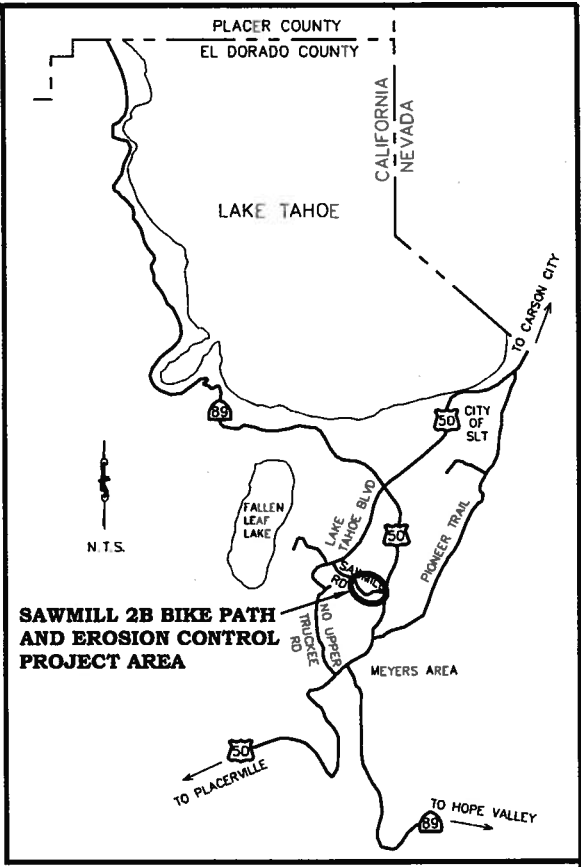 PLACER COUNTY
EL DORADO COUNTY
CALIFORNIA
NEVADA
LAKE TAHOE
TO CARSON CITY
89
50
CITY
OF
SLT
FALLEN
LEAF
LAKE
LAKE
TAHOE BLVD
50
PIONEER TRAIL
N.T.S.
SAWMILL
RD
SAWMILL 2B BIKE PATH
AND EROSION CONTROL
PROJECT AREA
NO UPPER
TRUCKEE
RD
MEYERS AREA
50
TO PLACERVILLE
TO HOPE VALLEY
89